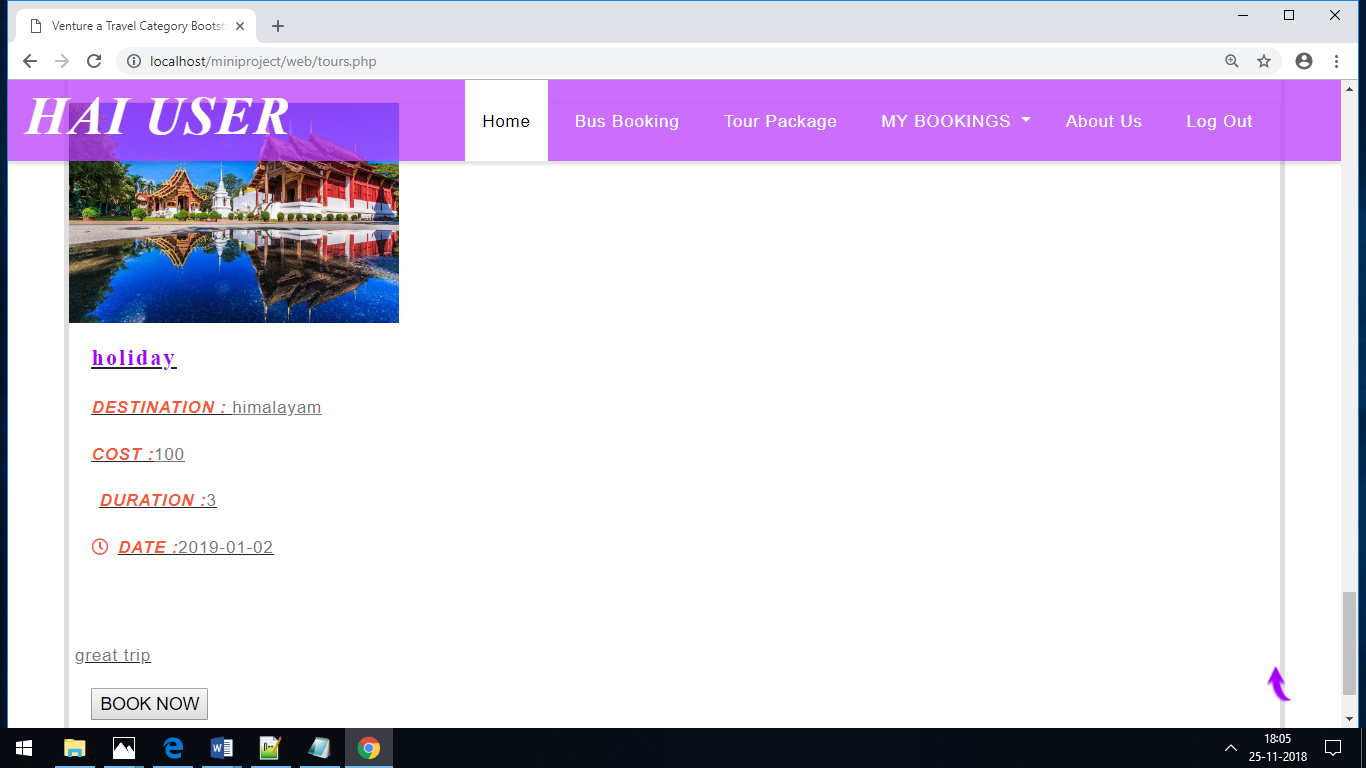 Venture a Travel Category Bootst
localhost/miniproject/web/tours.php
HAI USER
Home Bus Booking Tour Package MY BOOKINGS About Us Log Out
holiday
DESTINATION : himalayam
COST :100
DURATION :3
DATE :2019-01-02
great trip
BOOK NOW
18:05
25-11-2018